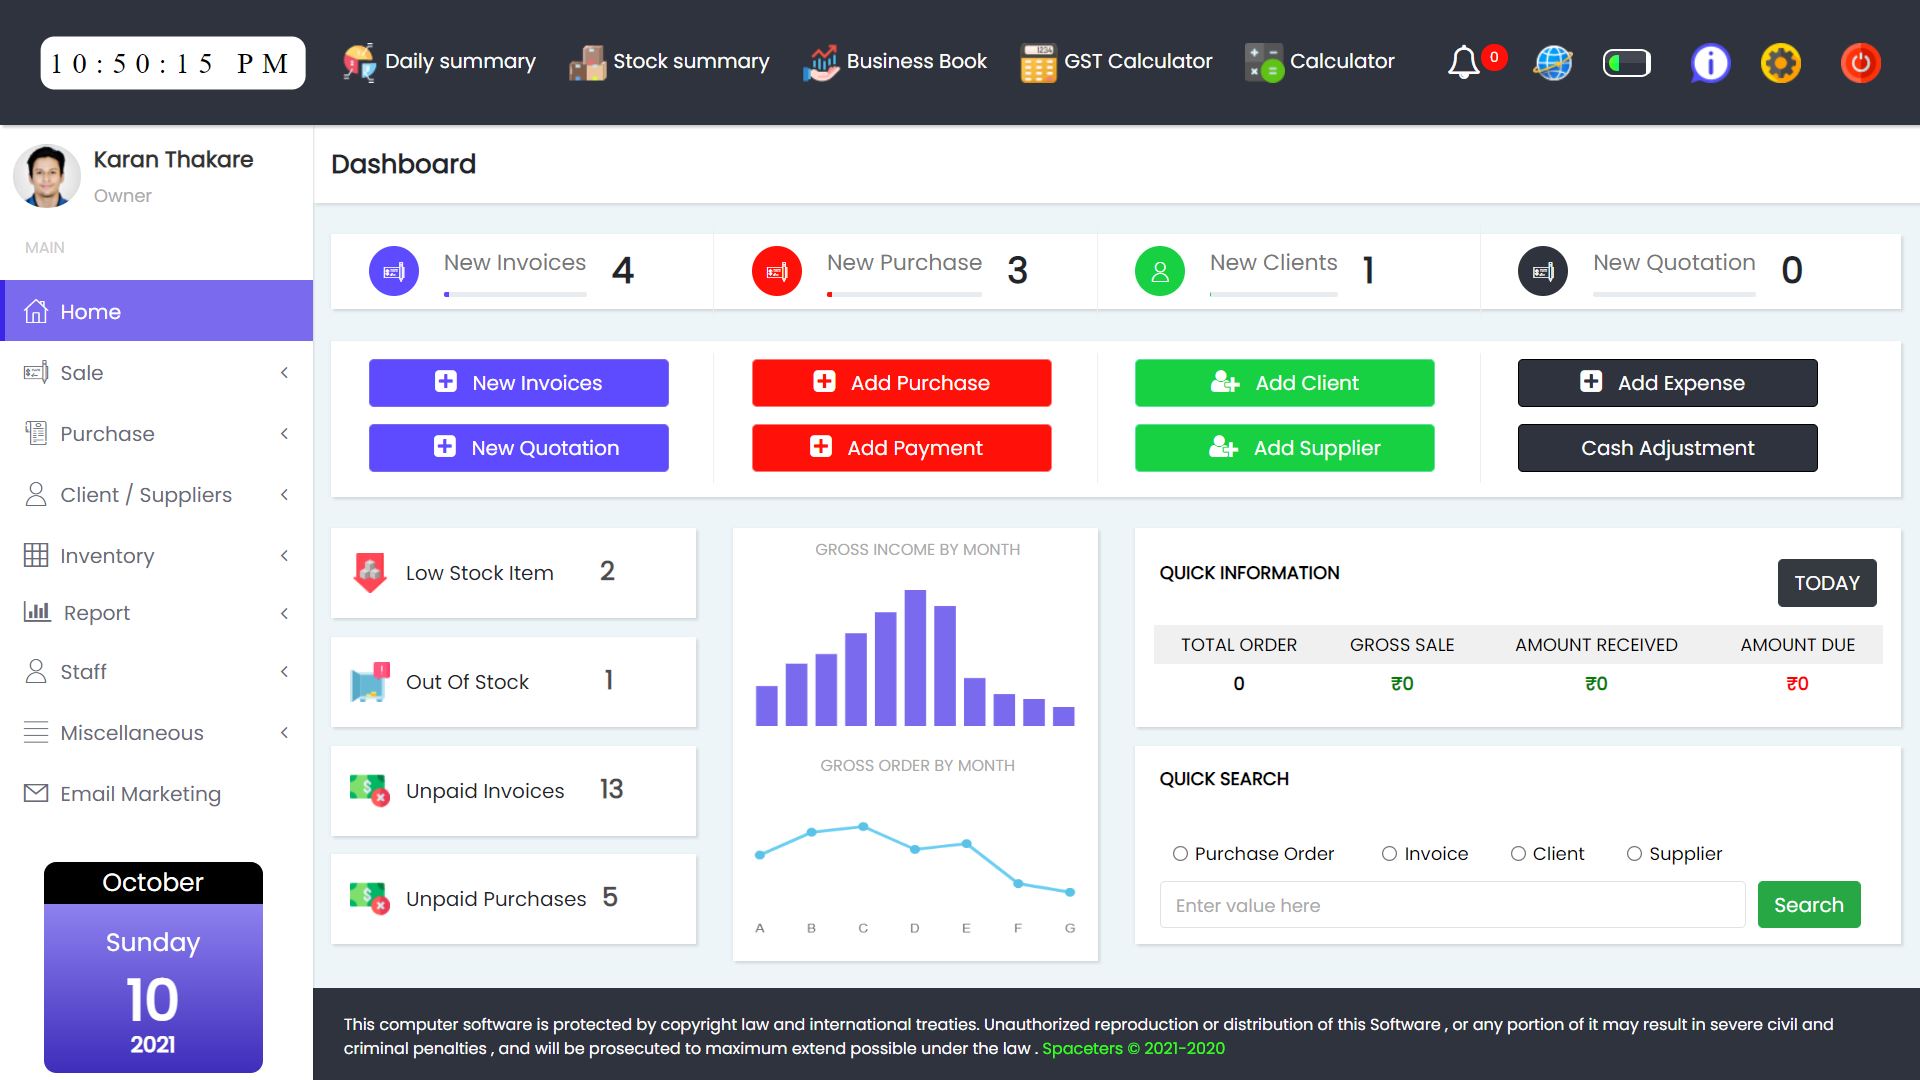 10:50:15 PM
Daily summary
Stock summary
Business Book
GST Calculator
Calculator
0
Karan Thakare
Owner
MAIN
Home
Sale
Purchase
Client / Suppliers
Inventory
Report
Staff
Miscellaneous
Email Marketing
October
Sunday
10
2021
Dashboard
New Invoices 4
New Purchase 3
New Clients 1
New Quotation 0
New Invoices
Add Purchase
Add Client
Add Expense
New Quotation
Add Payment
Add Supplier
Cash Adjustment
Low Stock Item 2
Out Of Stock 1
Unpaid Invoices 13
Unpaid Purchases 5
GROSS INCOME BY MONTH
GROSS ORDER BY MONTH
A B C D E F G
QUICK INFORMATION
TODAY
TOTAL ORDER GROSS SALE AMOUNT RECEIVED AMOUNT DUE
0 ₹0 ₹0 ₹0
QUICK SEARCH
Purchase Order Invoice Client Supplier
Enter value here
Search
This computer software is protected by copyright law and international treaties. Unauthorized reproduction or distribution of this Software , or any portion of it may result in severe civil and
criminal penalties , and will be prosecuted to maximum extend possible under the law . Spaceters © 2021-2020